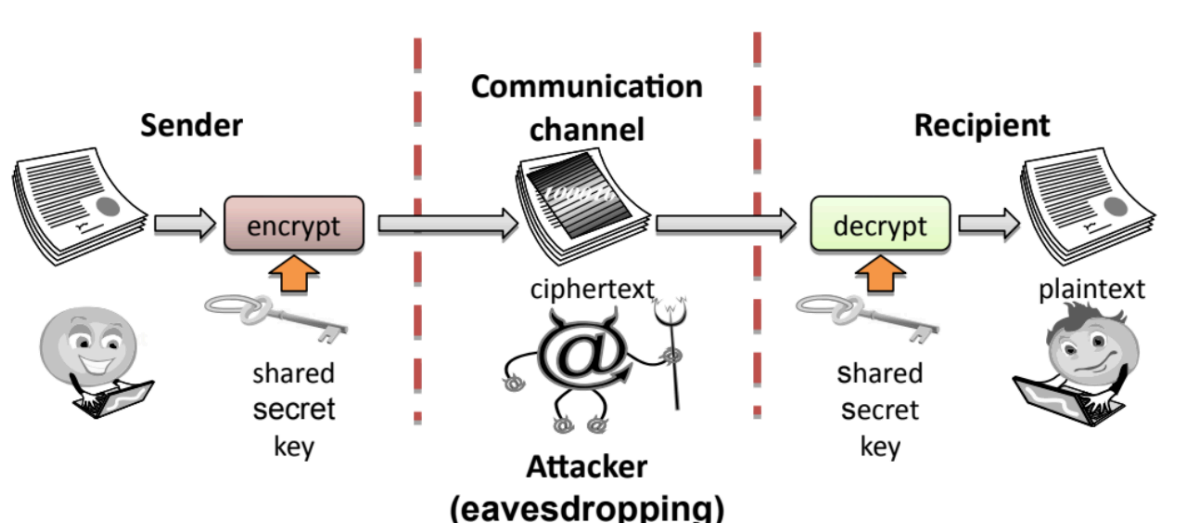 Communication
channel
Sender
Recipient
encrypt
decrypt
ciphertext
plaintext
@
shared
secret
key
shared
secret
key
Attacker
(eavesdropping)